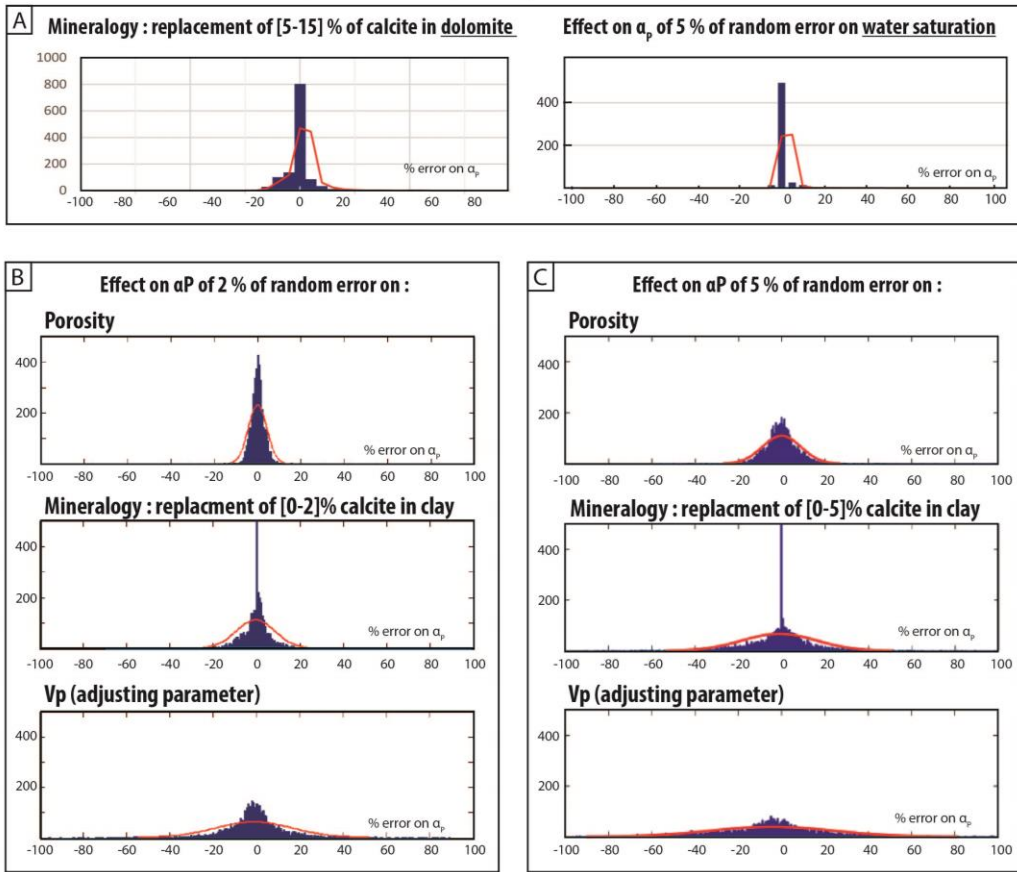 A
Mineralogy : replacement of [5-15] % of calcite in dolomite
1000
800
600
400
200
0
% error on αp
-100 -80 -60 -40 -20 0 20 40 60 80
Effect on αp of 5 % of random error on water saturation
400
200
% error on αp
-100 -80 -60 -40 -20 0 20 40 60 80 100
B
Effect on αP of 2 % of random error on :
Porosity
400
200
% error on αp
-100 -80 -60 -40 -20 0 20 40 60 80 100
Mineralogy : replacment of [0-2]% calcite in clay
400
200
% error on αp
-100 -80 -60 -40 -20 0 20 40 60 80 100
Vp (adjusting parameter)
400
200
% error on αp
-100 -80 -60 -40 -20 0 20 40 60 80 100
C
Effect on αP of 5 % of random error on :
Porosity
400
200
% error on αp
-100 -80 -60 -40 -20 0 20 40 60 80 100
Mineralogy : replacment of [0-5]% calcite in clay
400
200
% error on αp
-100 -80 -60 -40 -20 0 20 40 60 80 100
Vp (adjusting parameter)
400
200
% error on αp
-100 -80 -60 -40 -20 0 20 40 60 80 100